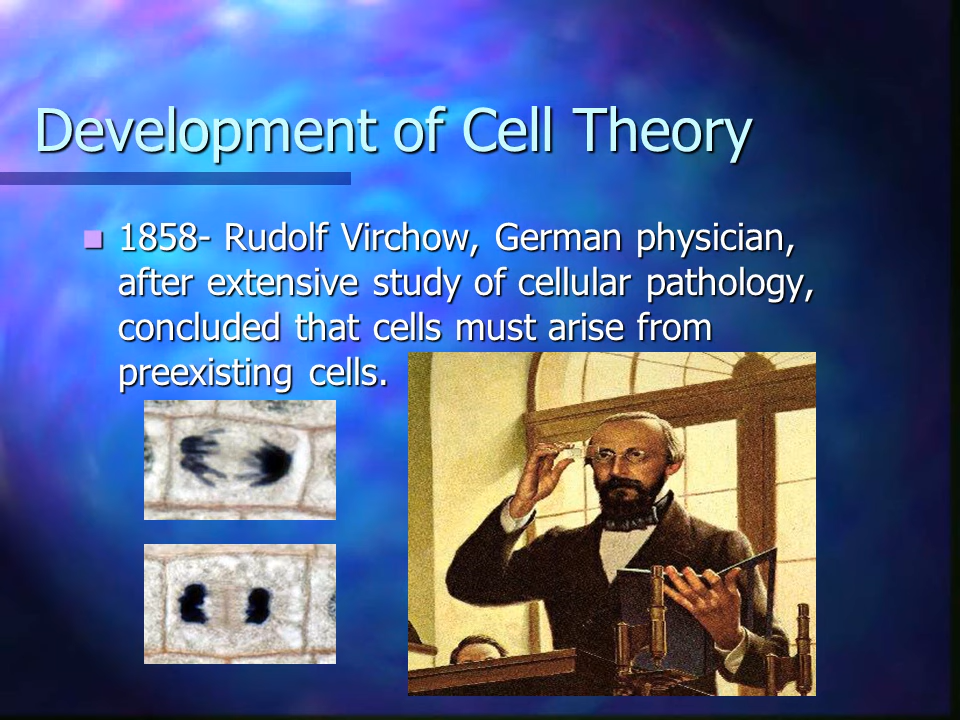 Development of Cell Theory
1858- Rudolf Virchow, German physician,
after extensive study of cellular pathology,
concluded that cells must arise from
preexisting cells.